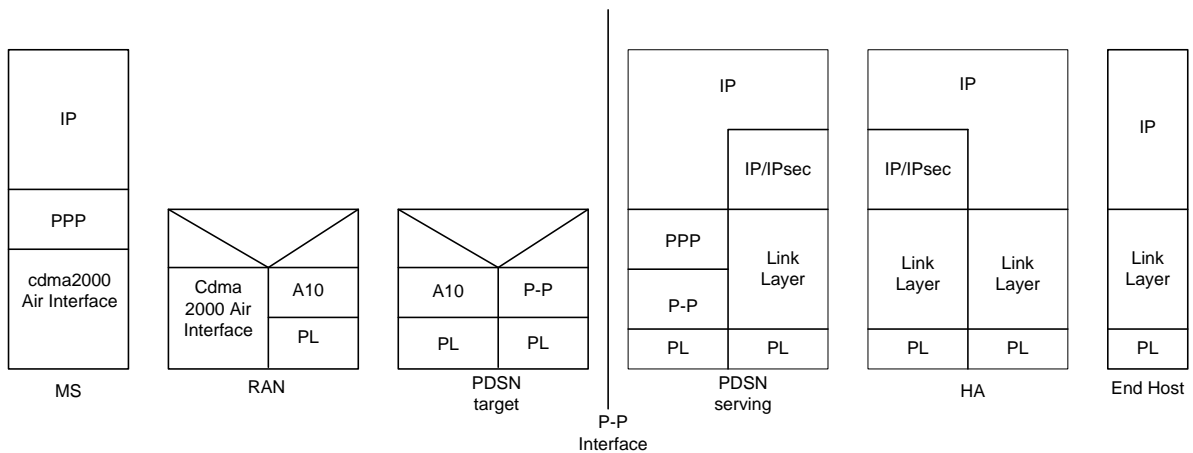 IP
PPP
cdma2000
Air Interface
MS
Cdma
2000 Air
Interface
A10
PL
RAN
A10
P-P
PL
PL
PDSN
target
P-P
Interface
IP
IP/IPsec
PPP
P-P
Link
Layer
PL
PL
PDSN
serving
IP
IP/IPsec
Link
Layer
Link
Layer
PL
PL
HA
IP
Link
Layer
PL
End Host